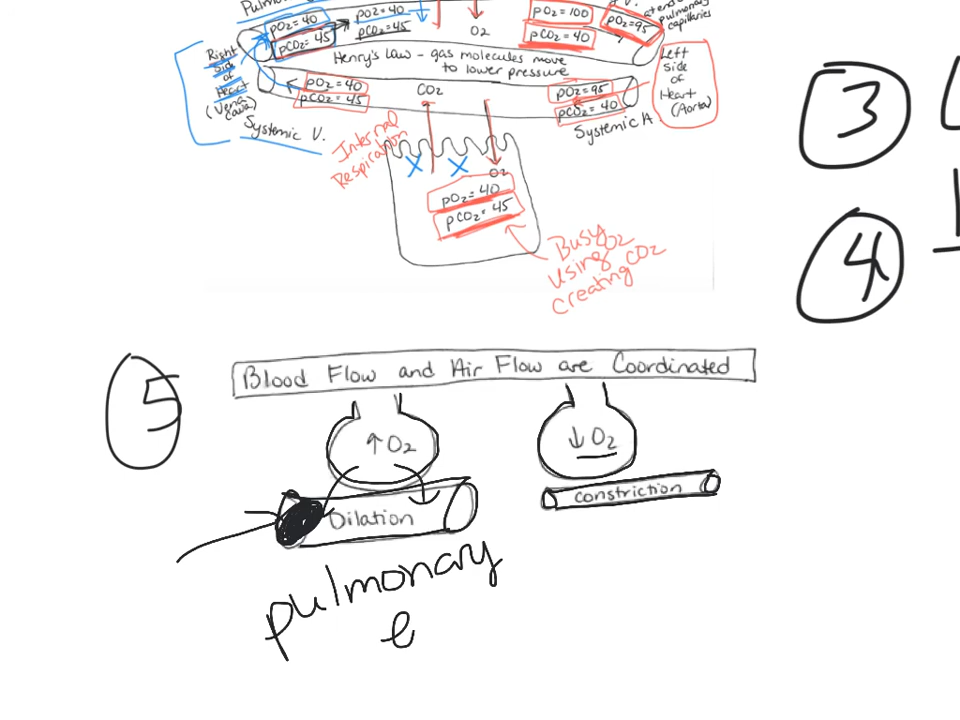 pO2=40
pCO2=45
pO2=40
pCO2=45
O2
pO2=100
pCO2=40
pO2=95
pulmonary
capillaries
Henry's Law - gas molecules move
to lower pressure
Right
Side
of
Heart
(Vena
Cava)
Left
Side
of
Heart
(Aorta)
pO2=40
pCO2=45
CO2
pO2=95
pCO2=40
Systemic V.
Systemic A.
Internal
Respiration
X X
O2
pO2=40
pCO2=45
Busy
using O2
creating CO2
3
4
5
Blood Flow and Air Flow are Coordinated
↑O2
↓O2
Dilation
constriction
pulmonary
e